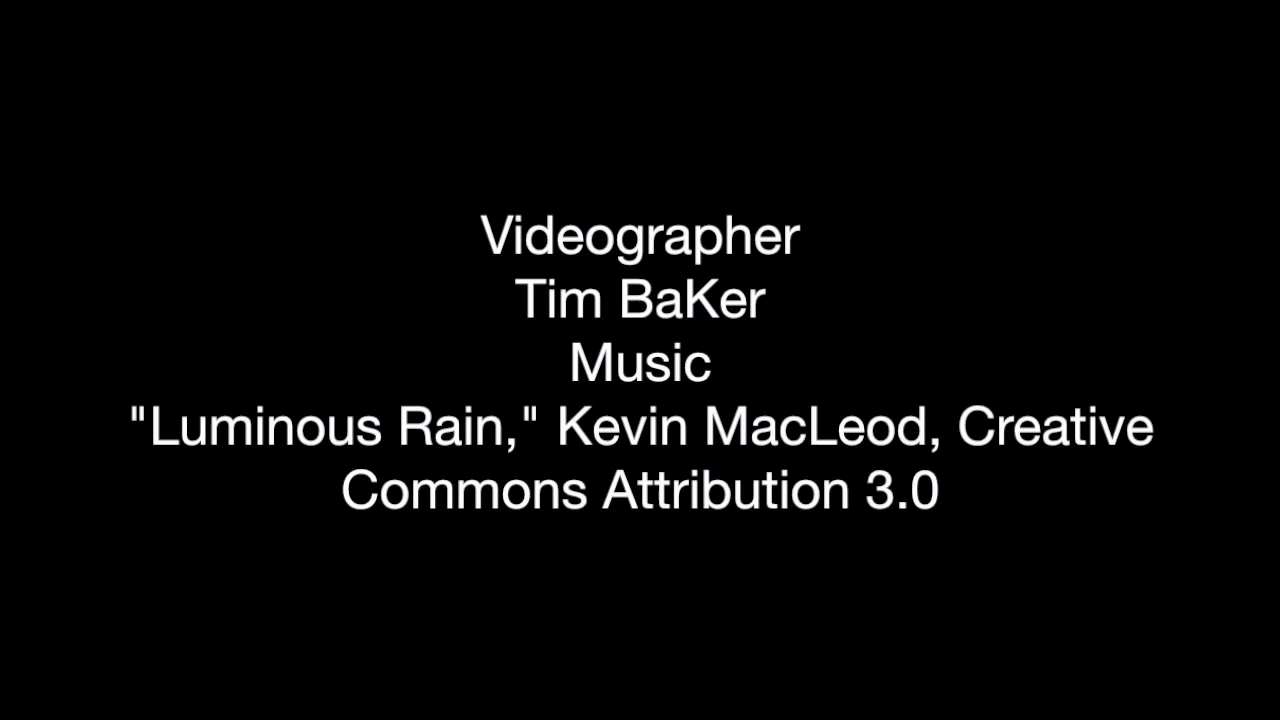 Videographer
Tim BaKer
Music
"Luminous Rain," Kevin MacLeod, Creative
Commons Attribution 3.0